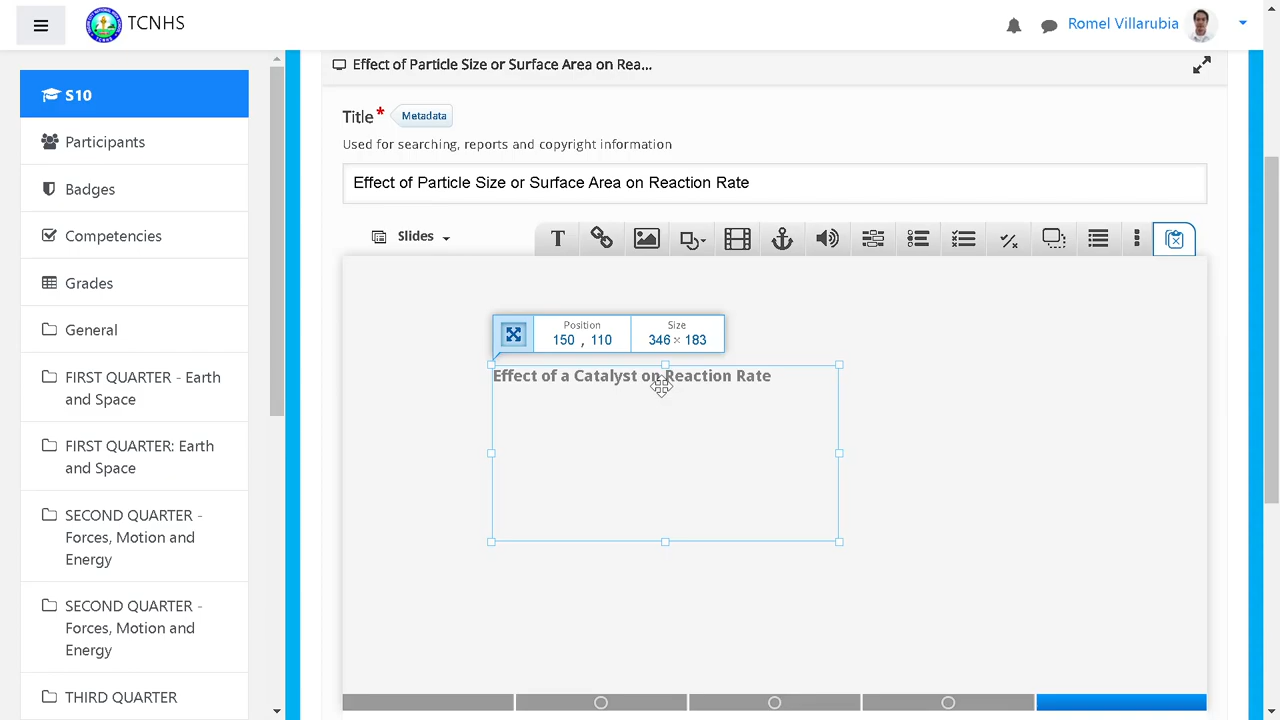 TCNHS
Romel Villarubia
S10
Participants
Badges
Competencies
Grades
General
FIRST QUARTER - Earth
and Space
FIRST QUARTER: Earth
and Space
SECOND QUARTER -
Forces, Motion and
Energy
SECOND QUARTER -
Forces, Motion and
Energy
THIRD QUARTER
Effect of Particle Size or Surface Area on Rea...
Title* Metadata
Used for searching, reports and copyright information
Effect of Particle Size or Surface Area on Reaction Rate
Slides T
Position Size
150 , 110 346 × 183
Effect of a Catalyst on Reaction Rate